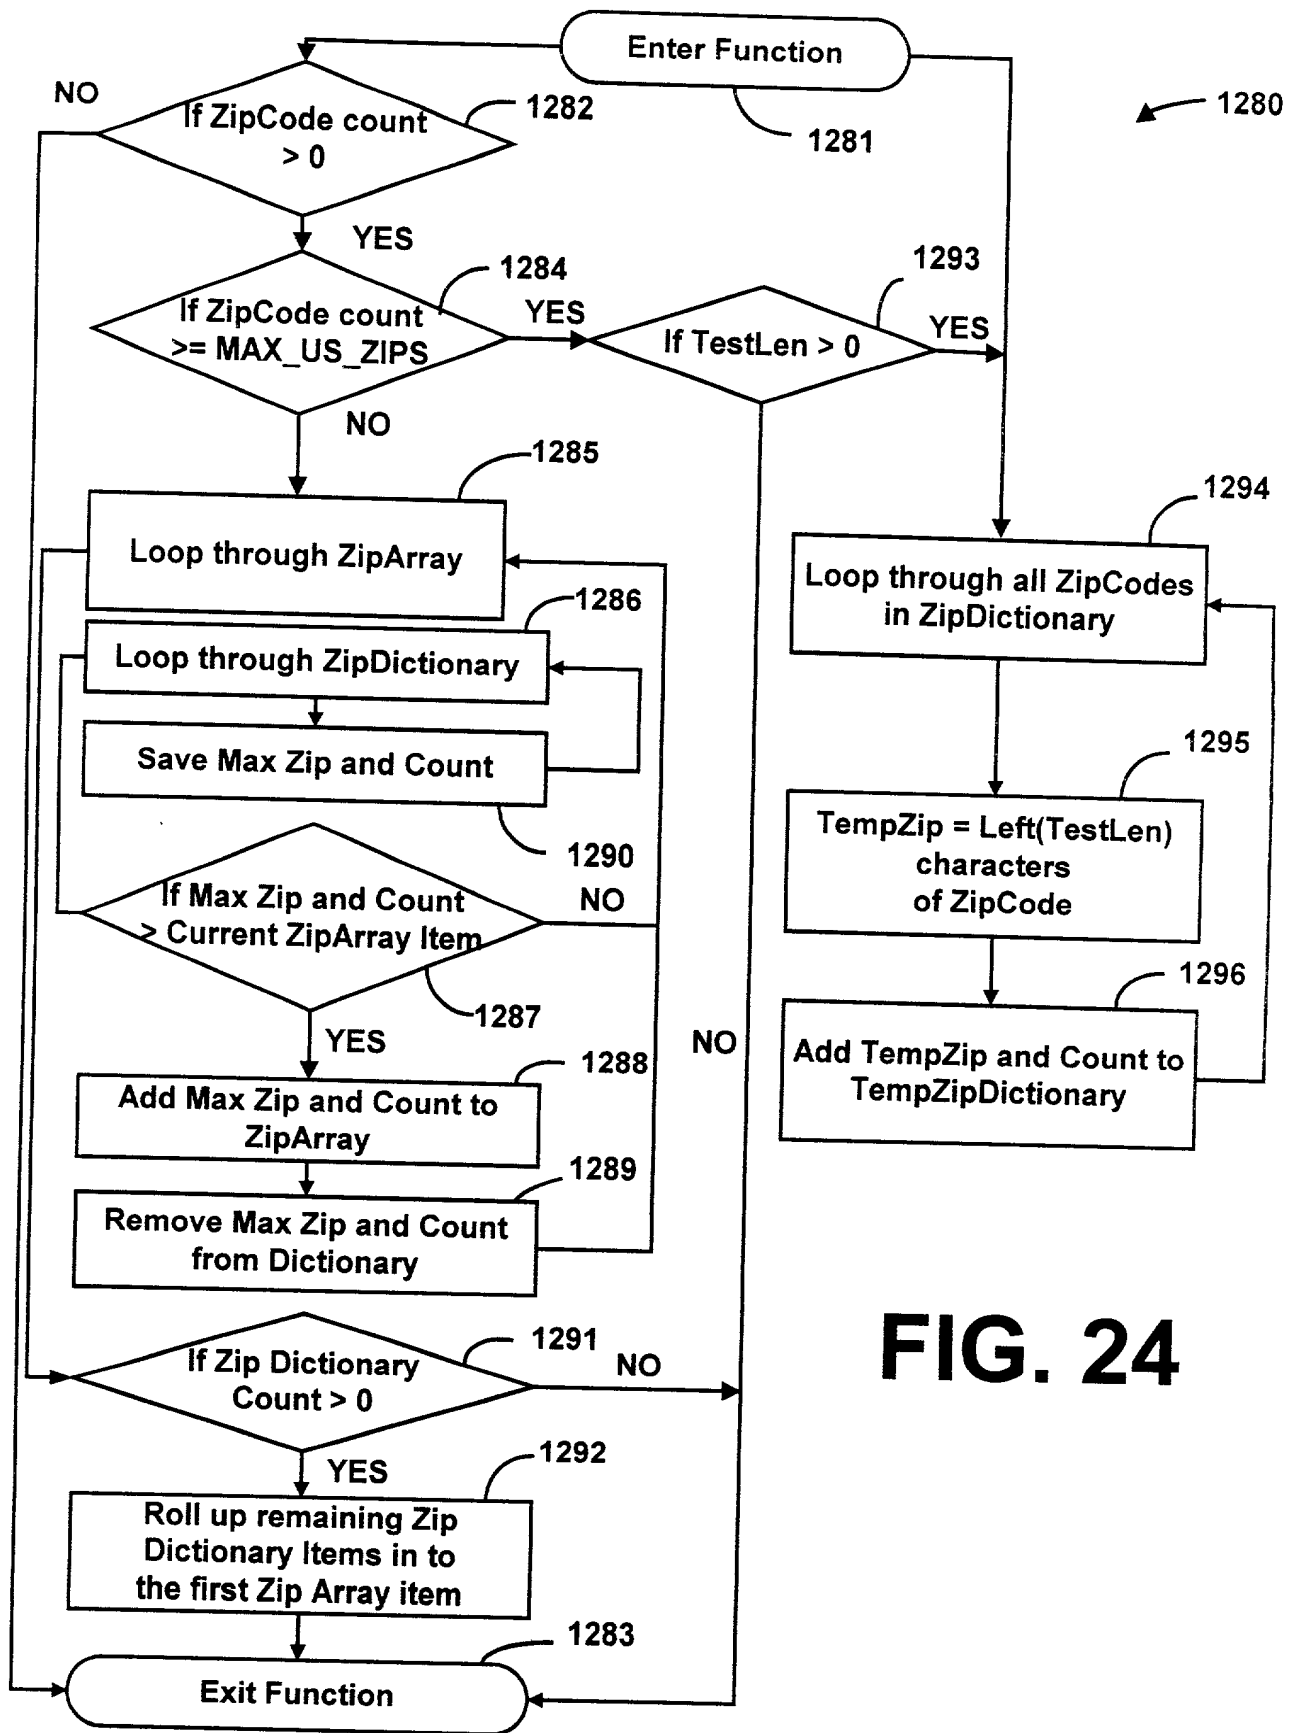 Enter Function
1281
1280
NO
If ZipCode count
> 0
1282
YES
If ZipCode count
>= MAX_US_ZIPS
1284
YES
If TestLen > 0
1293
YES
NO
Loop through ZipArray
1285
Loop through ZipDictionary
1286
Save Max Zip and Count
1290
If Max Zip and Count
> Current ZipArray Item
NO
1287
YES
Add Max Zip and Count to
ZipArray
1288
Remove Max Zip and Count
from Dictionary
1289
NO
Loop through all ZipCodes
in ZipDictionary
1294
TempZip = Left(TestLen)
characters
of ZipCode
1295
Add TempZip and Count to
TempZipDictionary
1296
If Zip Dictionary
Count > 0
1291
NO
YES
Roll up remaining Zip
Dictionary Items in to
the first Zip Array item
1292
Exit Function
1283
FIG. 24